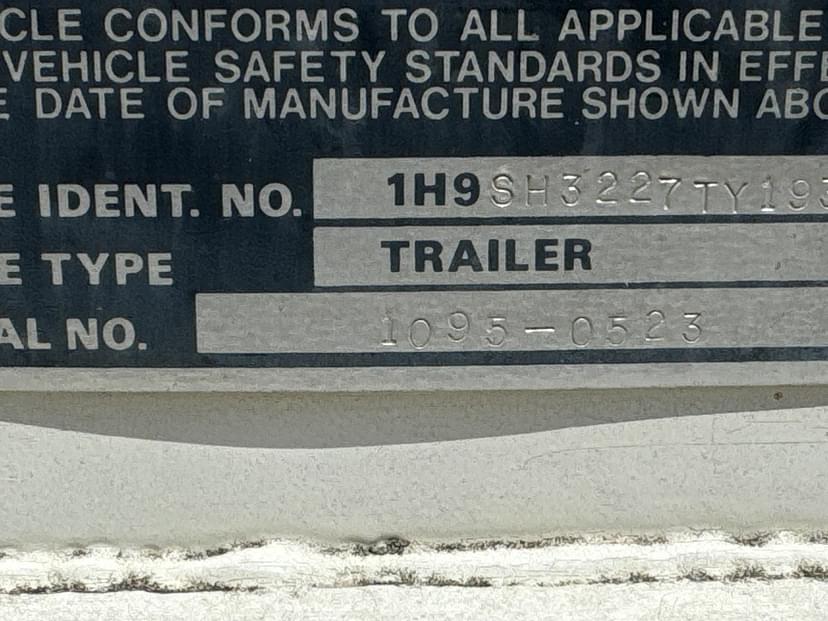 CLE CONFORMS TO ALL APPLICABLE
VEHICLE SAFETY STANDARDS IN EFFE
E DATE OF MANUFACTURE SHOWN ABO
E IDENT. NO. 1H9SH3227TY193
E TYPE TRAILER
AL NO. 1095-0523